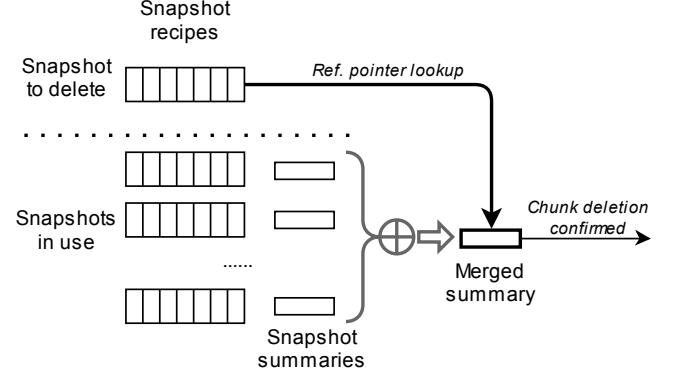 Snapshot
recipes
Snapshot
to delete
Ref. pointer lookup
Snapshots
in use
......
Chunk deletion
confirmed
Merged
summary
Snapshot
summaries